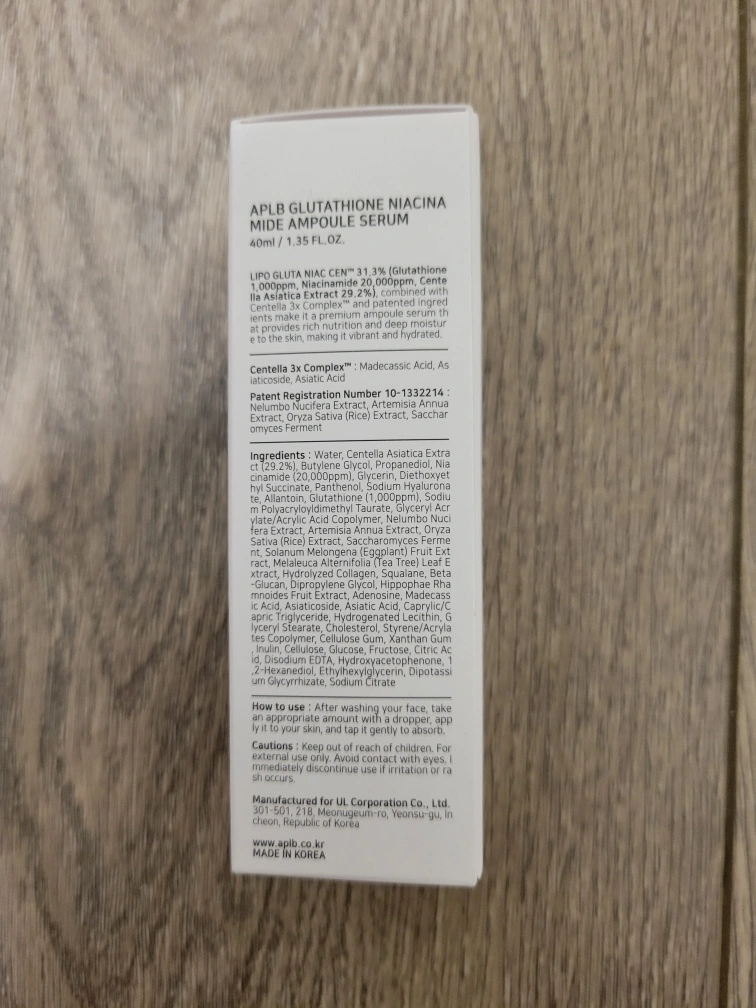 APLB GLUTATHIONE NIACINA
MIDE AMPOULE SERUM
40ml / 1.35 FL.OZ.
LIPO GLUTA NIAC CEN™ 31.3% (Glutathione
1,000ppm, Niacinamide 20,000ppm, Cente
lla Asiatica Extract 29.2%), combined with
Centella 3x Complex™ and patented ingred
ients make it a premium ampoule serum th
at provides rich nutrition and deep moistur
e to the skin, making it vibrant and hydrated.
Centella 3x Complex™ : Madecassic Acid, As
iaticoside, Asiatic Acid
Patent Registration Number 10-1332214 :
Nelumbo Nucifera Extract, Artemisia Annua
Extract, Oryza Sativa (Rice) Extract, Sacchar
omyces Ferment
Ingredients : Water, Centella Asiatica Extra
ct (29.2%), Butylene Glycol, Propanediol, Nia
cinamide (20,000ppm), Glycerin, Diethoxyet
hyl Succinate, Panthenol, Sodium Hyalurona
te, Allantoin, Glutathione (1,000ppm), Sodiu
m Polyacryloyldimethyl Taurate, Glyceryl Acr
ylate/Acrylic Acid Copolymer, Nelumbo Nuci
fera Extract, Artemisia Annua Extract, Oryza
Sativa (Rice) Extract, Saccharomyces Ferme
nt, Solanum Melongena (Eggplant) Fruit Ext
ract, Melaleuca Alternifolia (Tea Tree) Leaf E
xtract, Hydrolyzed Collagen, Squalane, Beta
-Glucan, Dipropylene Glycol, Hippophae Rha
mnoides Fruit Extract, Adenosine, Madecass
ic Acid, Asiaticoside, Asiatic Acid, Caprylic/C
apric Triglyceride, Hydrogenated Lecithin, G
lyceryl Stearate, Cholesterol, Styrene/Acryla
tes Copolymer, Cellulose Gum, Xanthan Gum
, Inulin, Cellulose, Glucose, Fructose, Citric Ac
id, Disodium EDTA, Hydroxyacetophenone, 1
,2-Hexanediol, Ethylhexylglycerin, Dipotassi
um Glycyrrhizate, Sodium Citrate
How to use : After washing your face, take
an appropriate amount with a dropper, app
ly it to your skin, and tap it gently to absorb.
Cautions : Keep out of reach of children. For
external use only. Avoid contact with eyes. I
mmediately discontinue use if irritation or ra
sh occurs.
Manufactured for UL Corporation Co., Ltd.
301-501, 218, Meonugeum-ro, Yeonsu-gu, In
cheon, Republic of Korea
www.aplb.co.kr
MADE IN KOREA